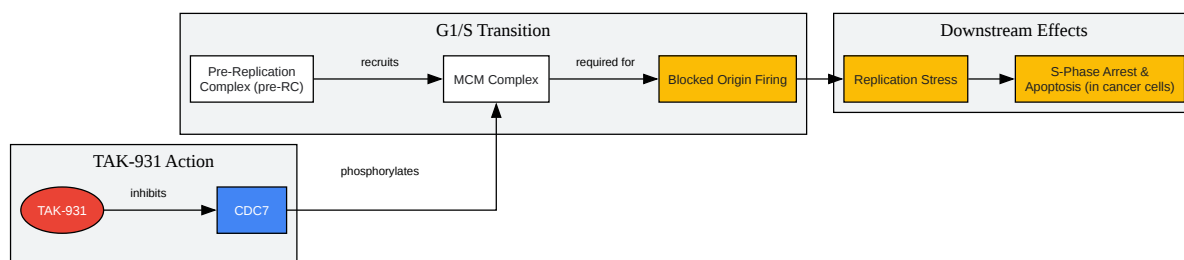 G1/S Transition
Pre-Replication
Complex (pre-RC)
recruits
MCM Complex
required for
Blocked Origin Firing
Downstream Effects
Replication Stress
S-Phase Arrest &
Apoptosis (in cancer cells)
TAK-931 Action
TAK-931
inhibits
CDC7
phosphorylates